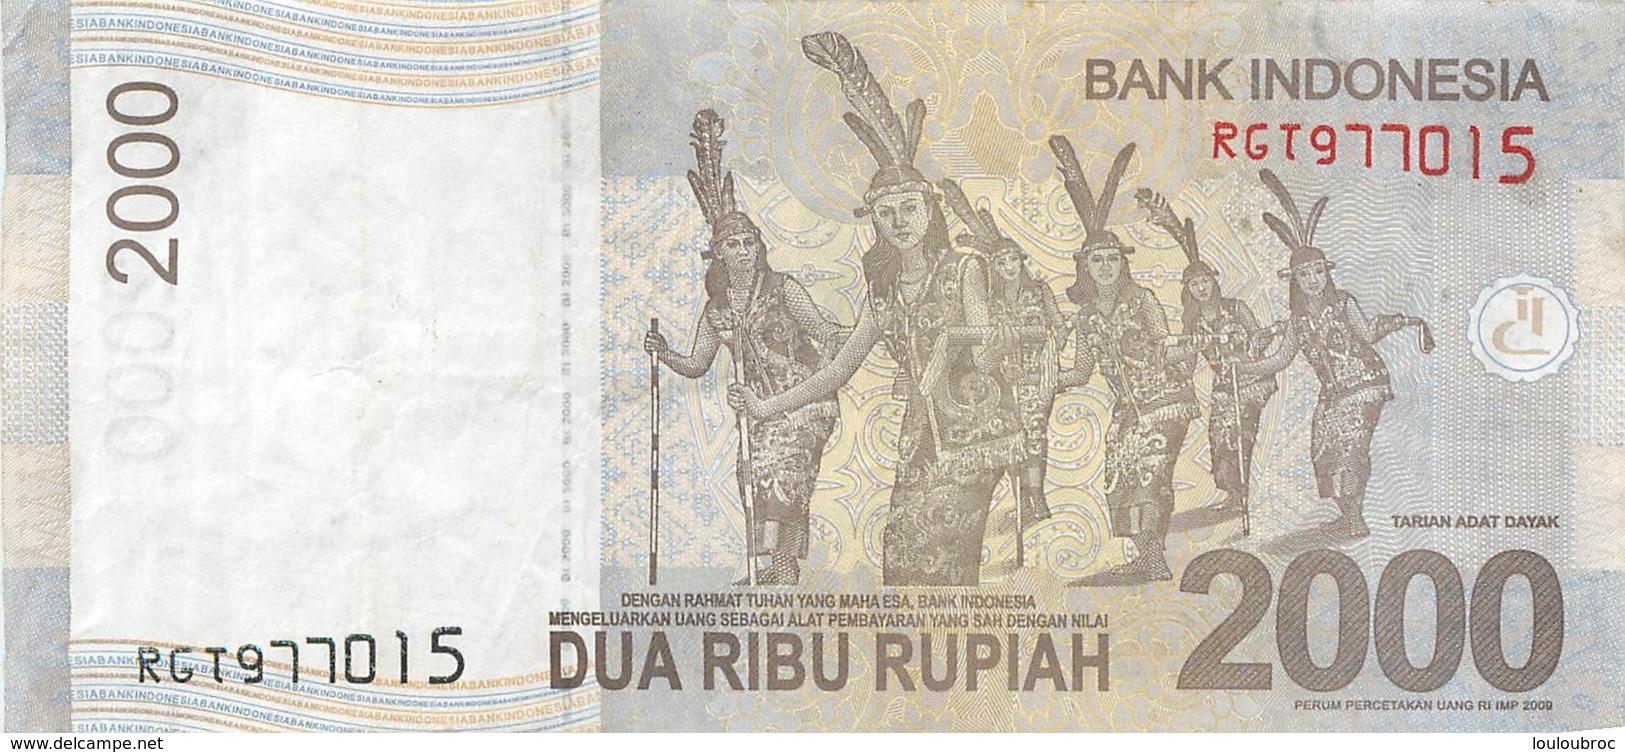 BANK INDONESIA
RGT977015
2000
TARIAN ADAT DAYAK
2000
DENGAN RAHMAT TUHAN YANG MAHA ESA, BANK INDONESIA
MENGELUARKAN UANG SEBAGAI ALAT PEMBAYARAN YANG SAH DENGAN NILAI
DUA RIBU RUPIAH
RGT977015
PERUM PERCETAKAN UANG RI IMP 2009
www.delcampe.net
louloubroc